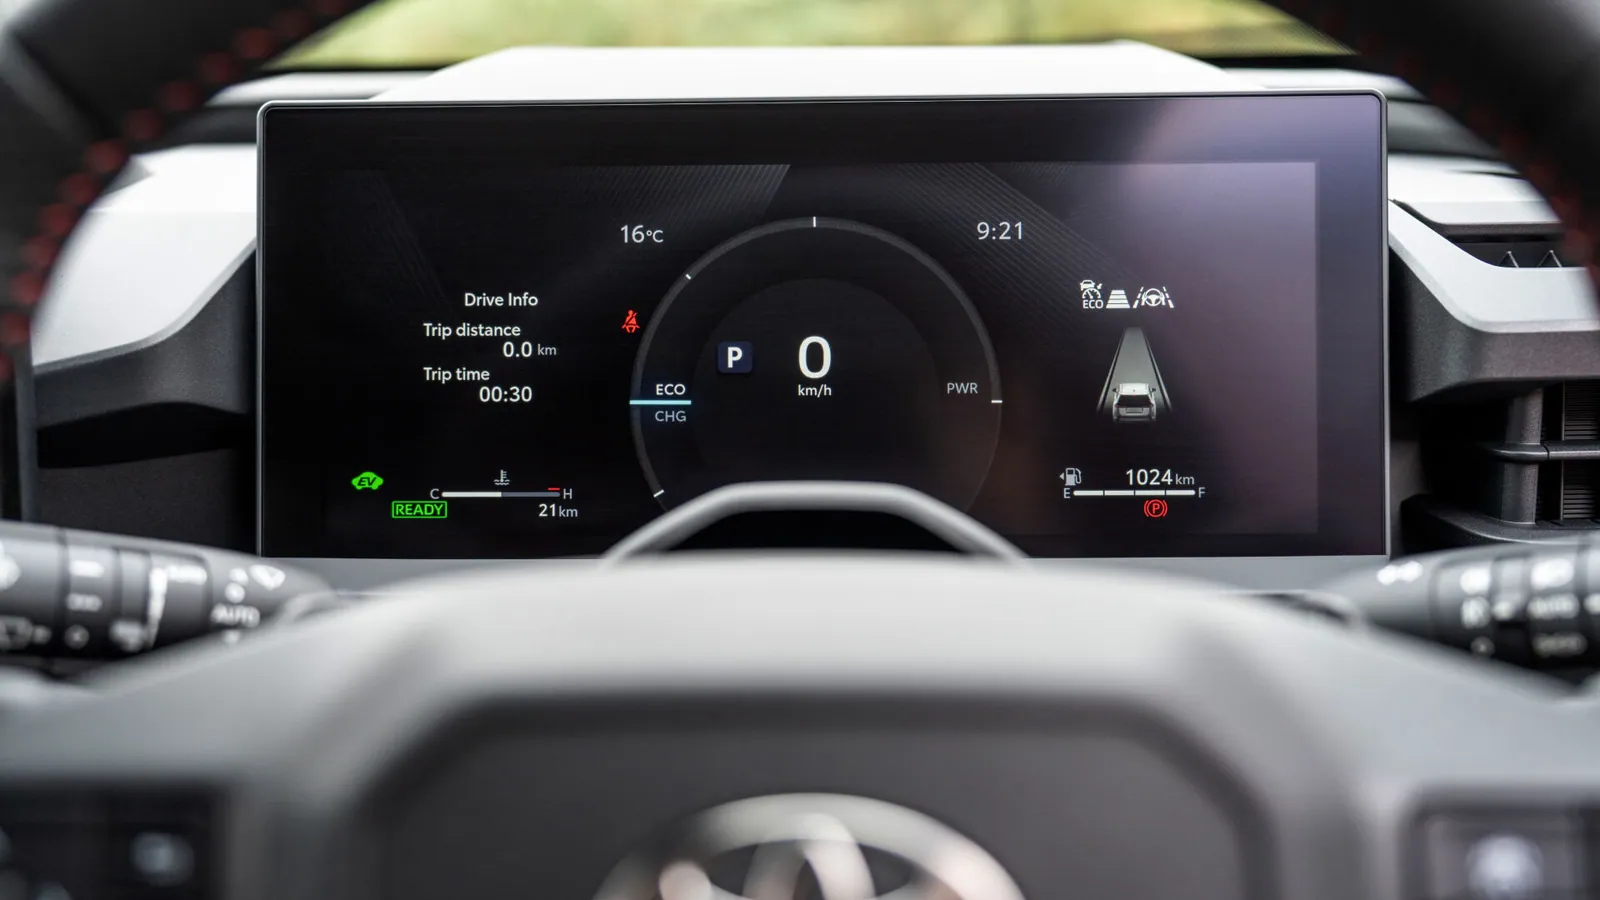 16°C
9:21
Drive Info
Trip distance
0.0 km
Trip time
00:30
ECO
P
0
km/h
ECO
CHG
PWR
EV
READY
C
H
21km
1024km
E
F
P
AUTO